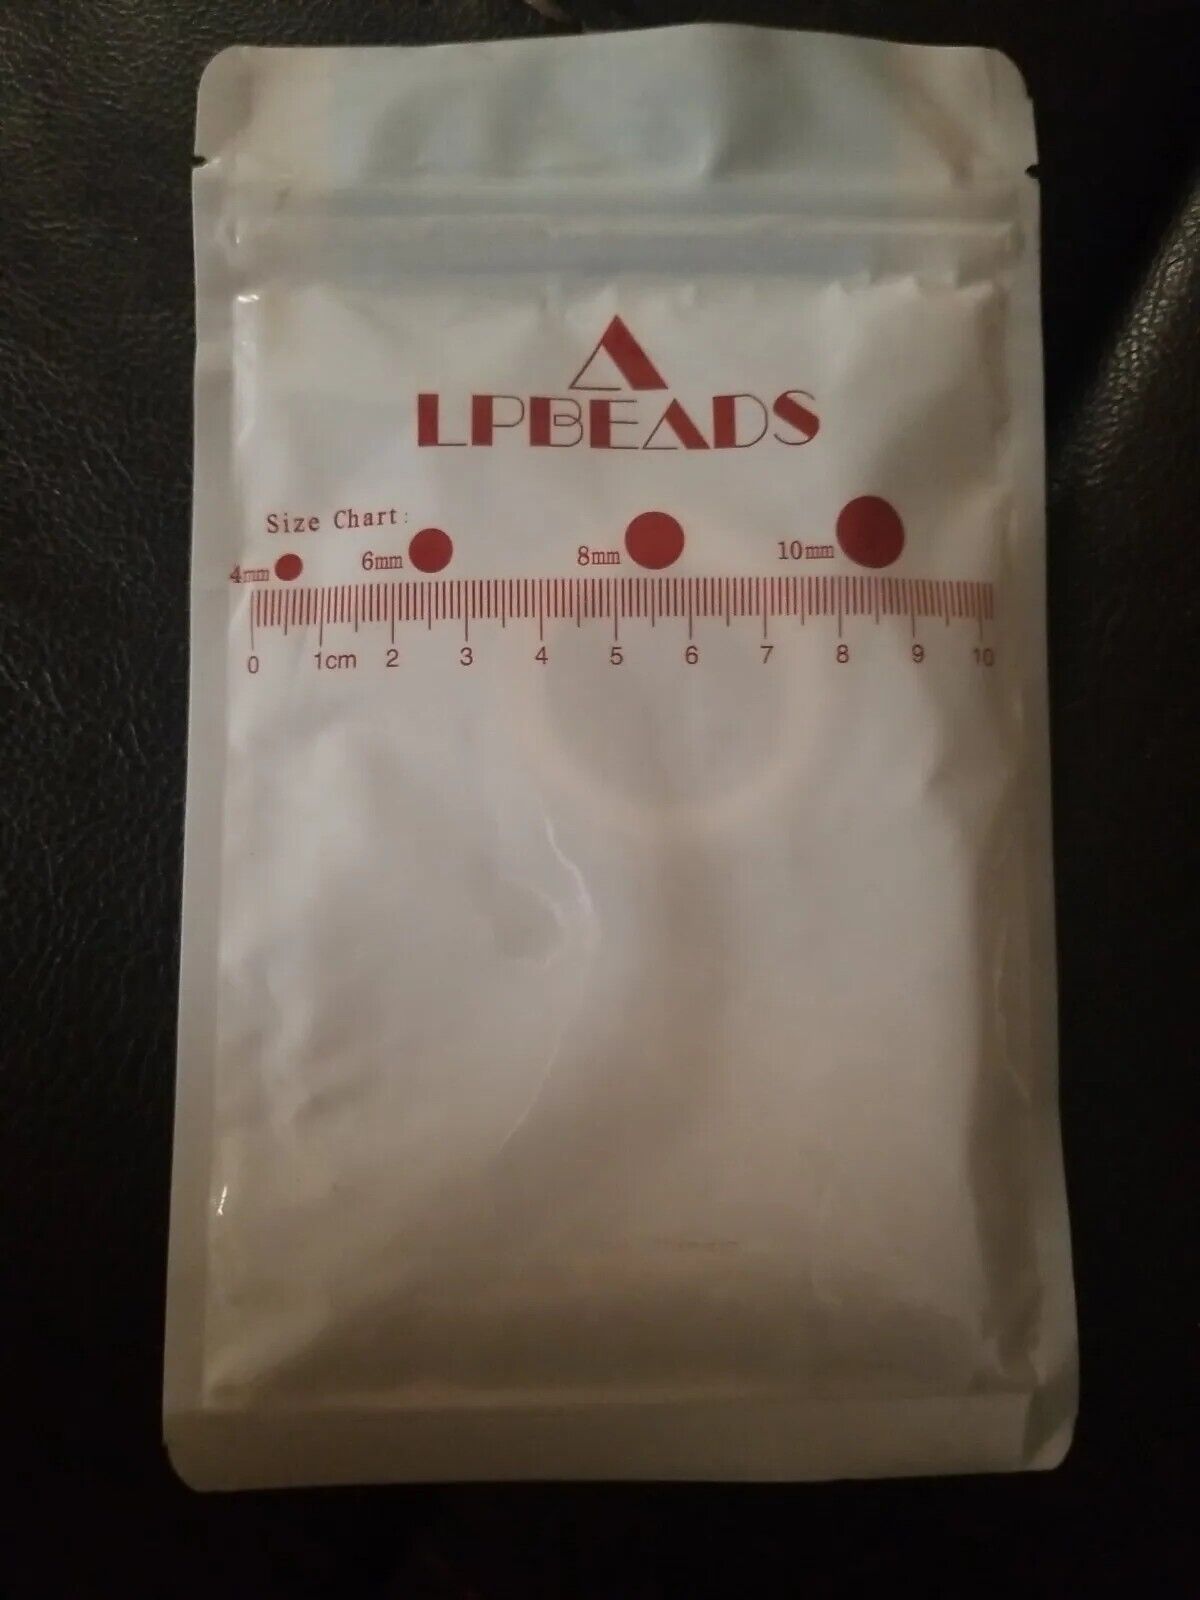 LPBEADS
Size Chart:
4mm 6mm 8mm 10mm
0 1cm 2 3 4 5 6 7 8 9 10